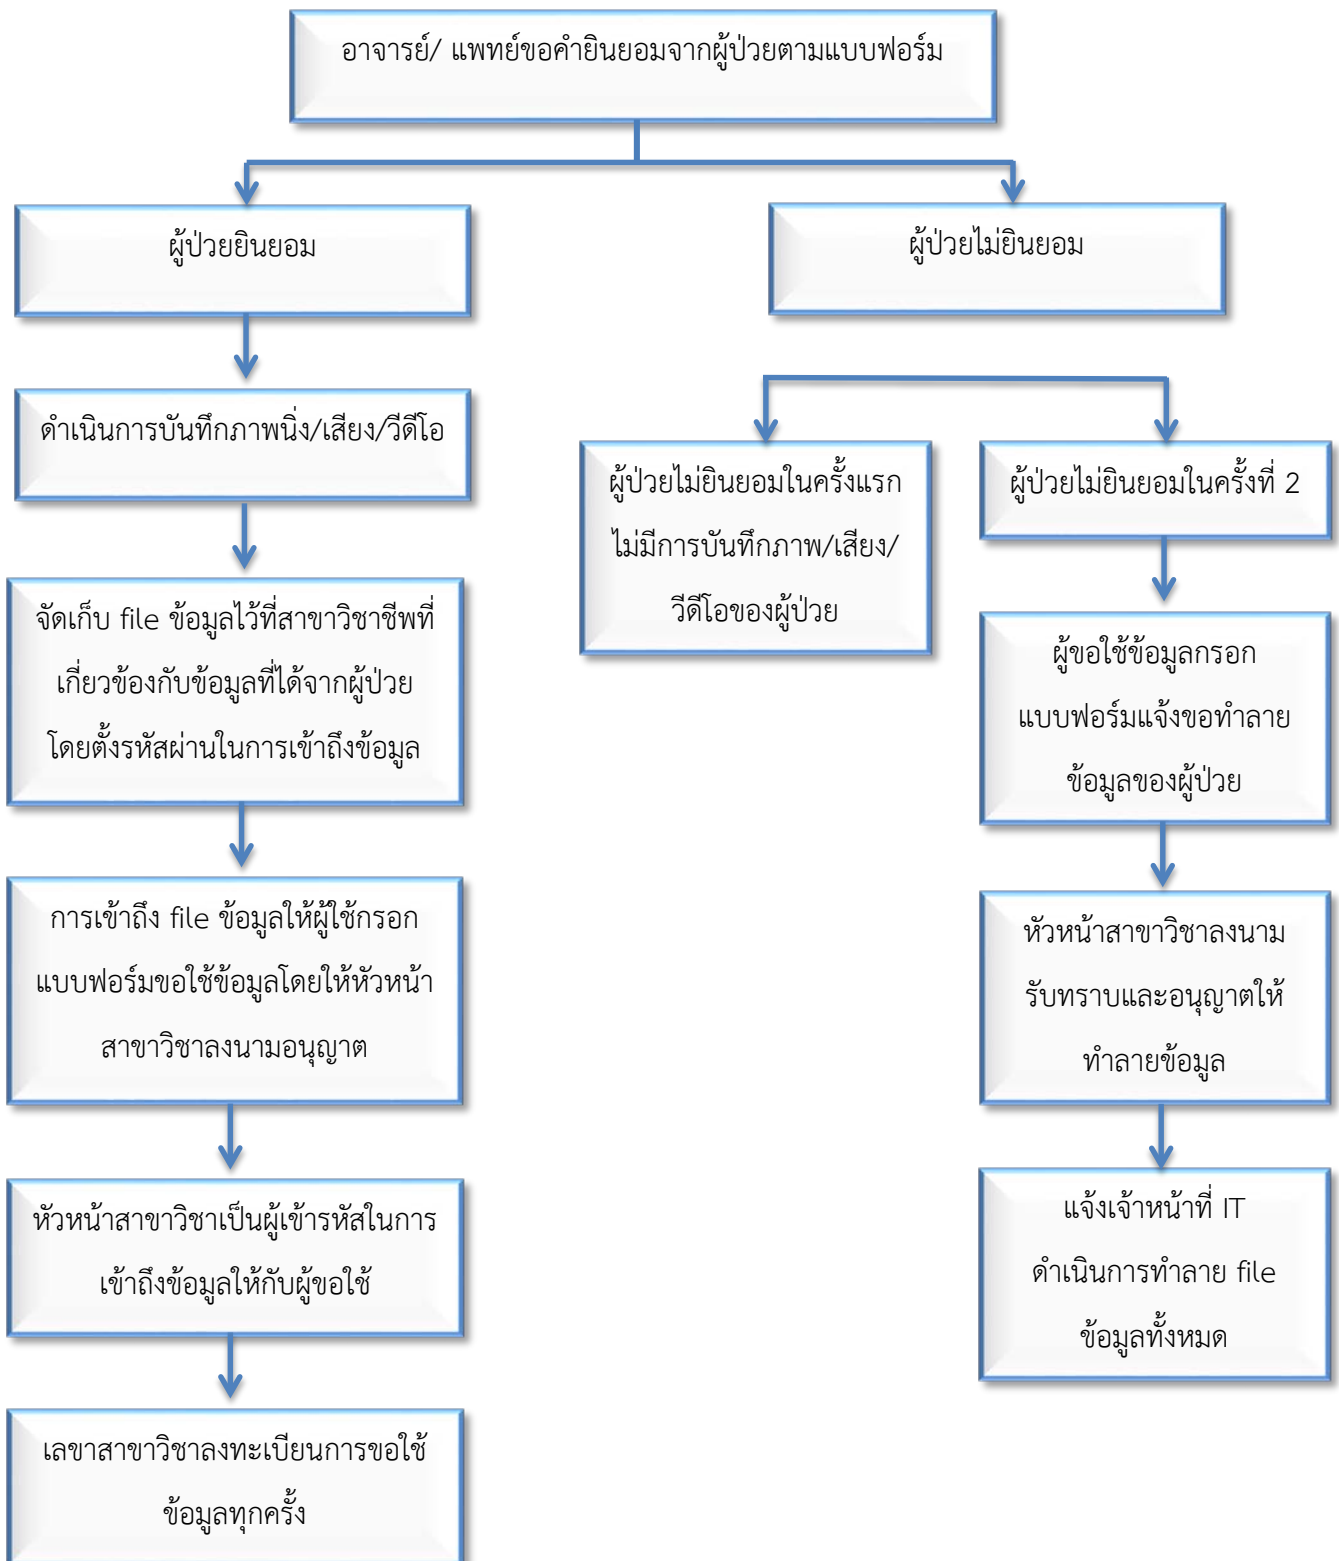 อาจารย์/ แพทย์ขอคำยินยอมจากผู้ป่วยตามแบบฟอร์ม
ผู้ป่วยยินยอม
ผู้ป่วยไม่ยินยอม
ดำเนินการบันทึกภาพนิ่ง/เสียง/วีดีโอ
จัดเก็บ file ข้อมูลไว้ที่สาขาวิชาชีพที่
เกี่ยวข้องกับข้อมูลที่ได้จากผู้ป่วย
โดยตั้งรหัสผ่านในการเข้าถึงข้อมูล
การเข้าถึง file ข้อมูลให้ผู้ใช้กรอก
แบบฟอร์มขอใช้ข้อมูลโดยให้หัวหน้า
สาขาวิชาลงนามอนุญาต
หัวหน้าสาขาวิชาเป็นผู้เข้ารหัสในการ
เข้าถึงข้อมูลให้กับผู้ขอใช้
เลขาสาขาวิชาลงทะเบียนการขอใช้
ข้อมูลทุกครั้ง
ผู้ป่วยไม่ยินยอมในครั้งแรก
ไม่มีการบันทึกภาพ/เสียง/
วีดีโอของผู้ป่วย
ผู้ป่วยไม่ยินยอมในครั้งที่ 2
ผู้ขอใช้ข้อมูลกรอก
แบบฟอร์มแจ้งขอทำลาย
ข้อมูลของผู้ป่วย
หัวหน้าสาขาวิชาลงนาม
รับทราบและอนุญาตให้
ทำลายข้อมูล
แจ้งเจ้าหน้าที่ IT
ดำเนินการทำลาย file
ข้อมูลทั้งหมด